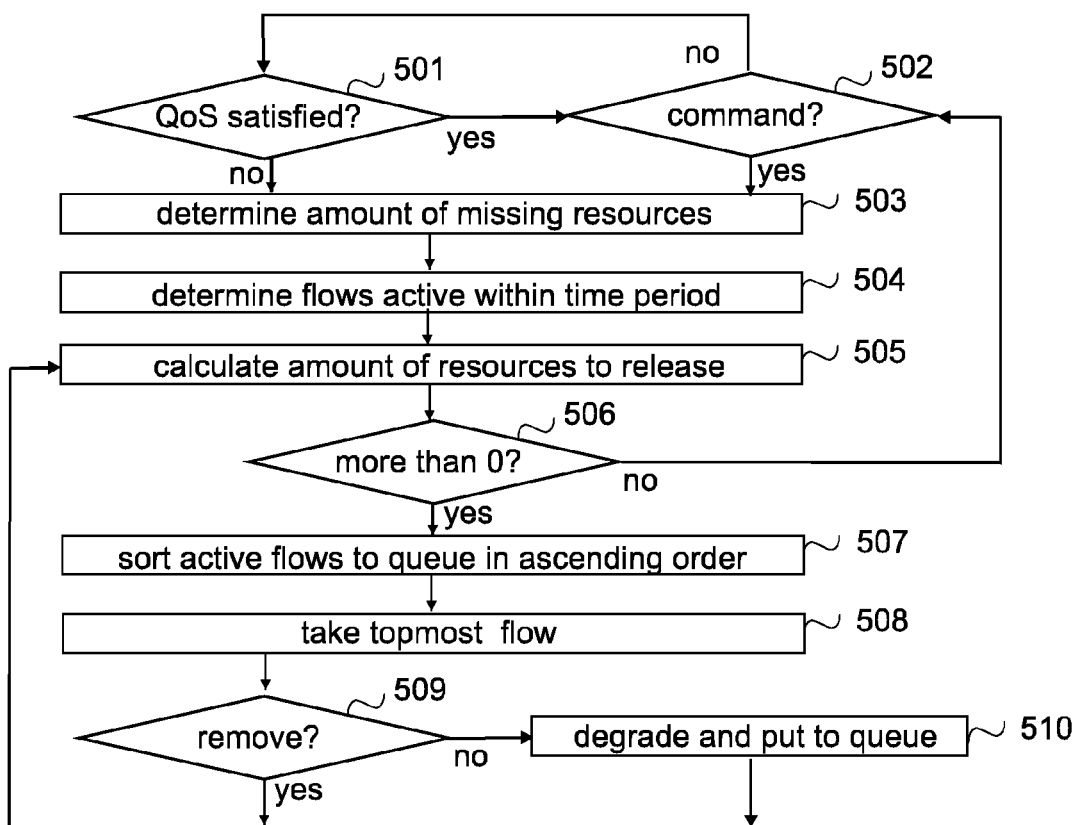 no
501
502
QoS satisfied?
command?
yes
no
yes
determine amount of missing resources
503
determine flows active within time period
504
calculate amount of resources to release
505
506
more than 0?
no
yes
sort active flows to queue in ascending order
507
take topmost flow
508
509
remove?
no
degrade and put to queue
510
yes